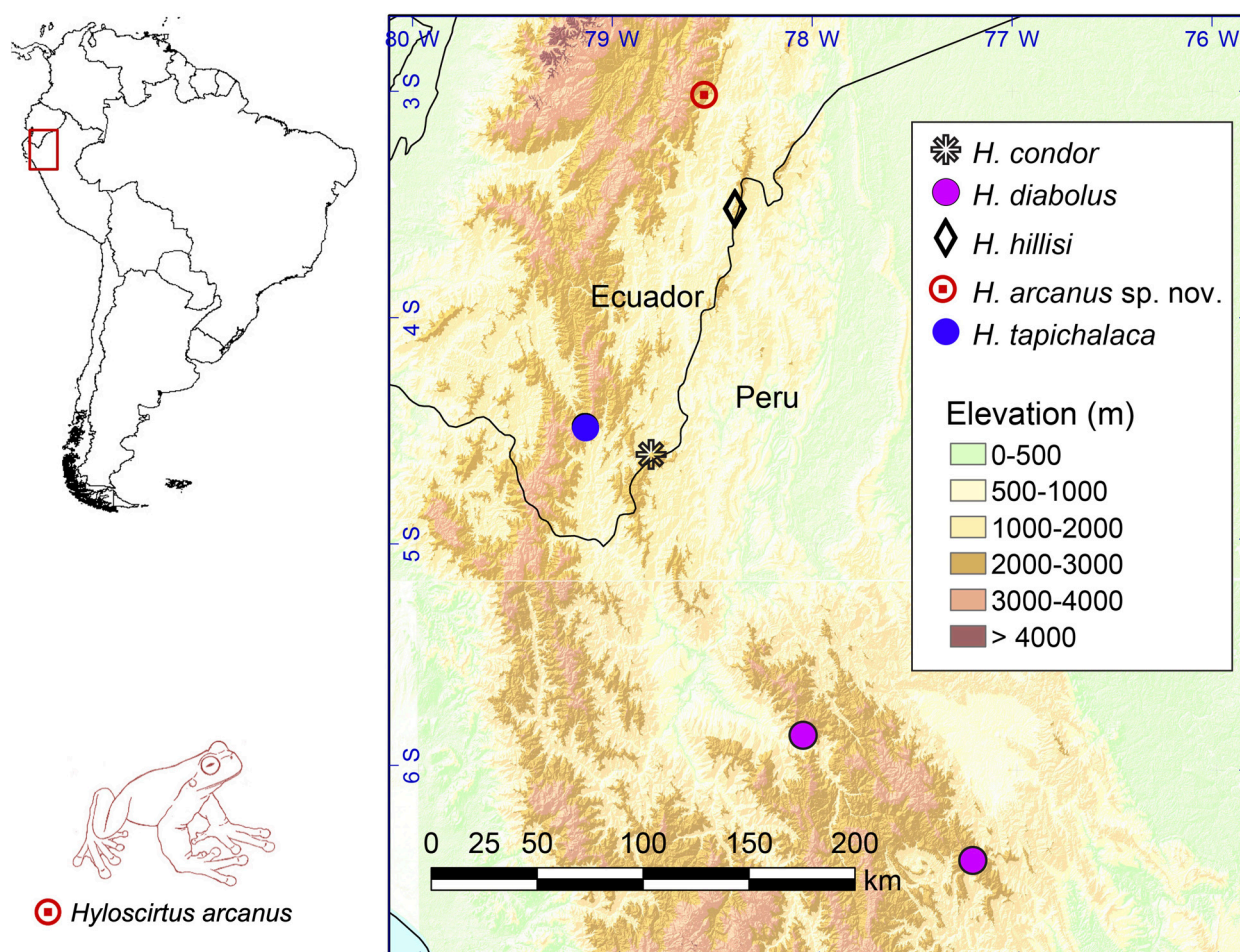 80 W
79 W
78 W
77 W
76 W
3 S
4 S
5 S
6 S
Ecuador
Peru
H. condor
H. diabolus
H. hillisi
H. arcanus sp. nov.
H. tapichalaca
Elevation (m)
0-500
500-1000
1000-2000
2000-3000
3000-4000
> 4000
0 25 50 100 150 200
km
Hyloscirtus arcanus